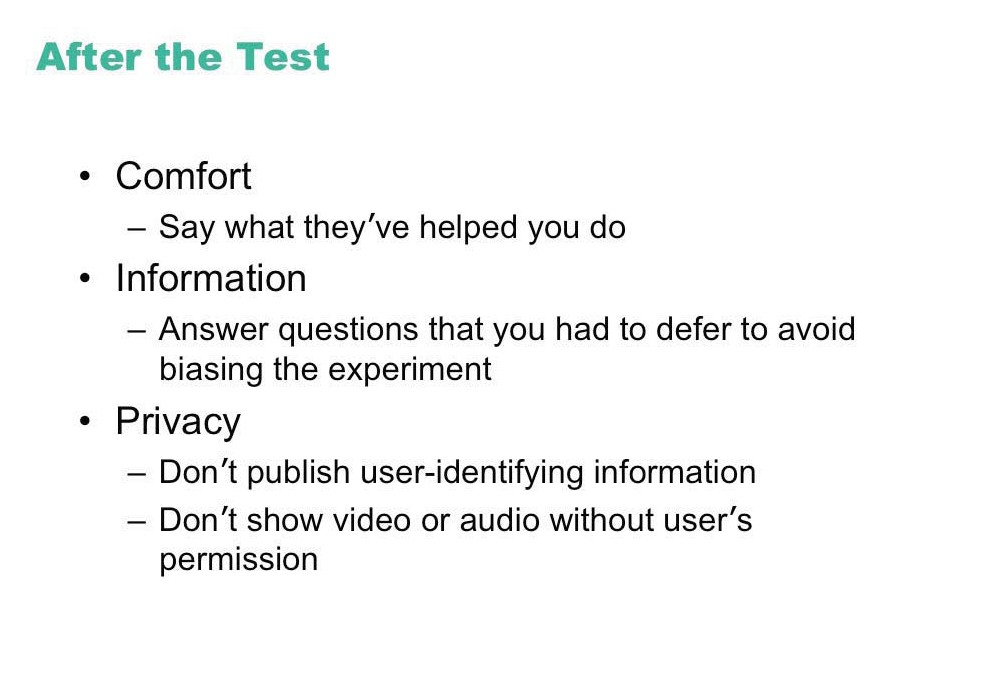 After the Test
• Comfort
– Say what they’ve helped you do
• Information
– Answer questions that you had to defer to avoid
biasing the experiment
• Privacy
– Don’t publish user-identifying information
– Don’t show video or audio without user’s
permission